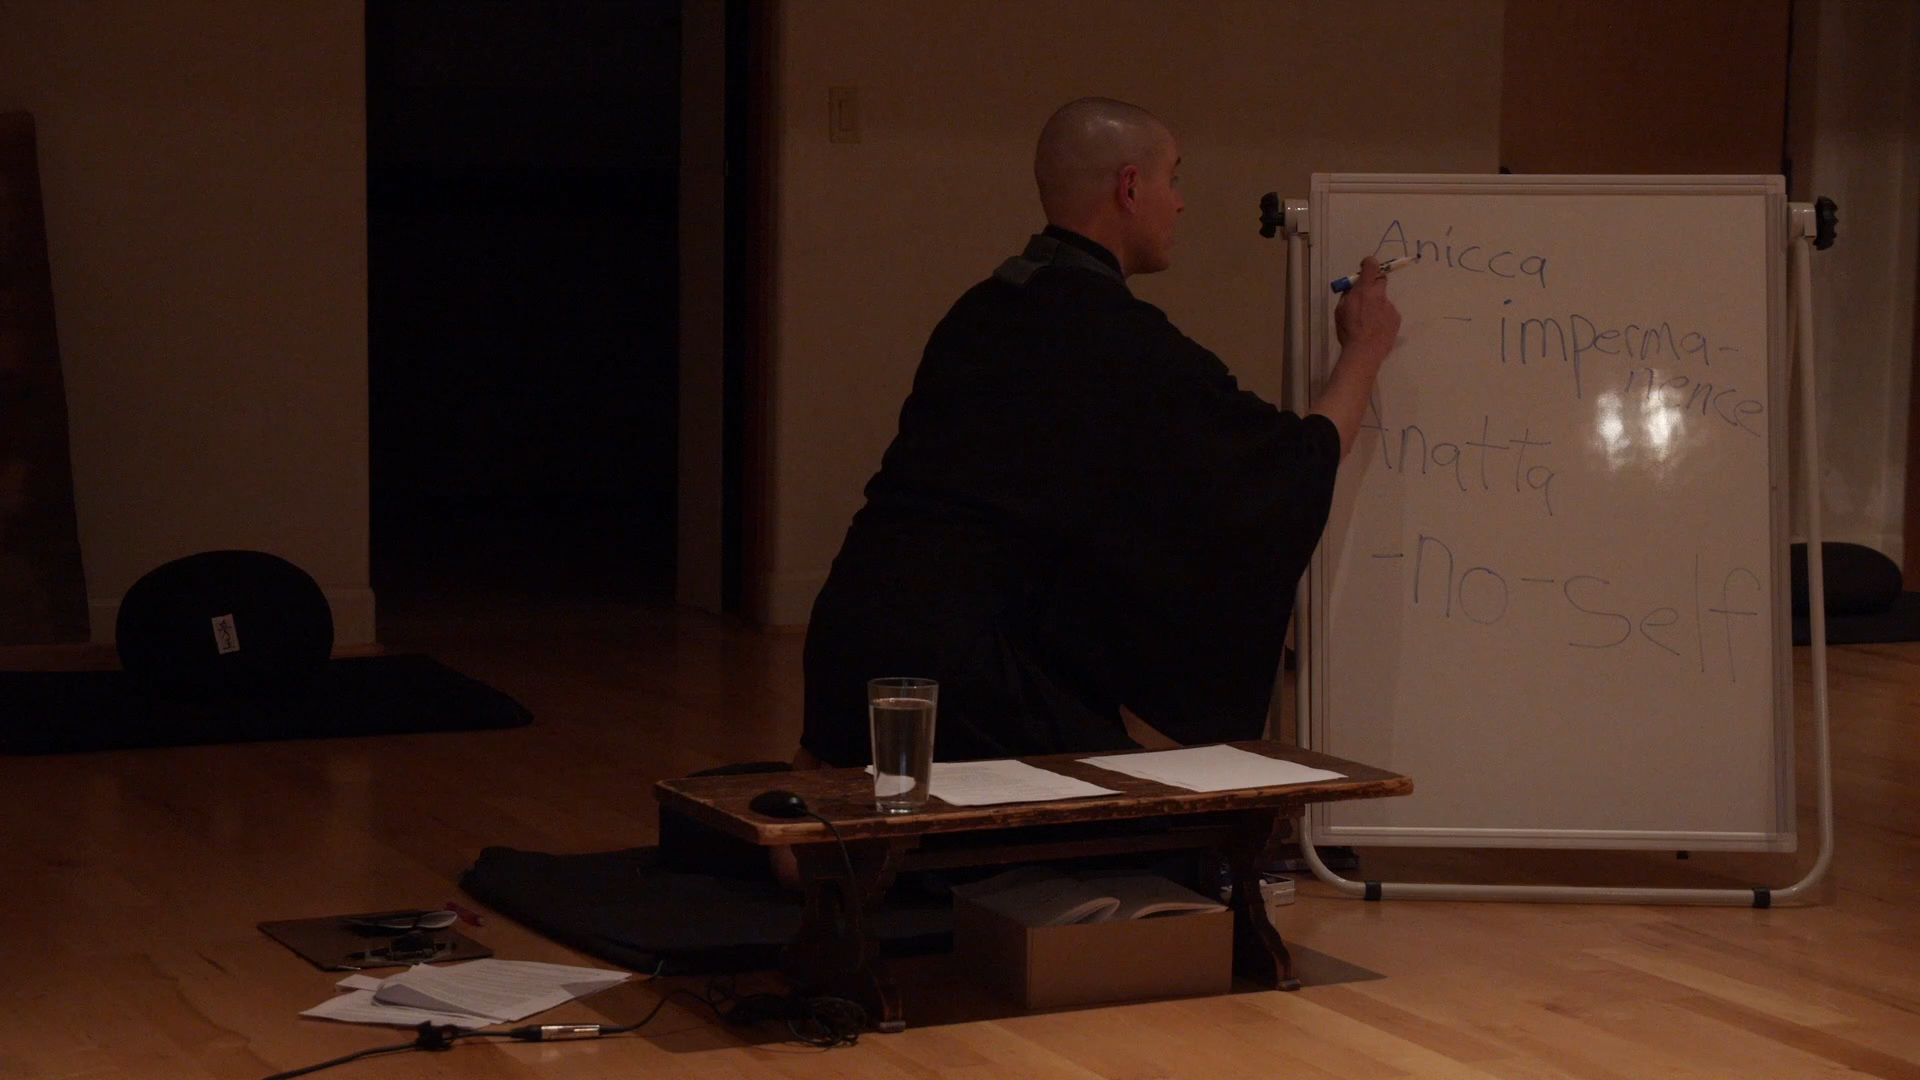 Anicca
- imperma-
nence
Anatta
- no-self